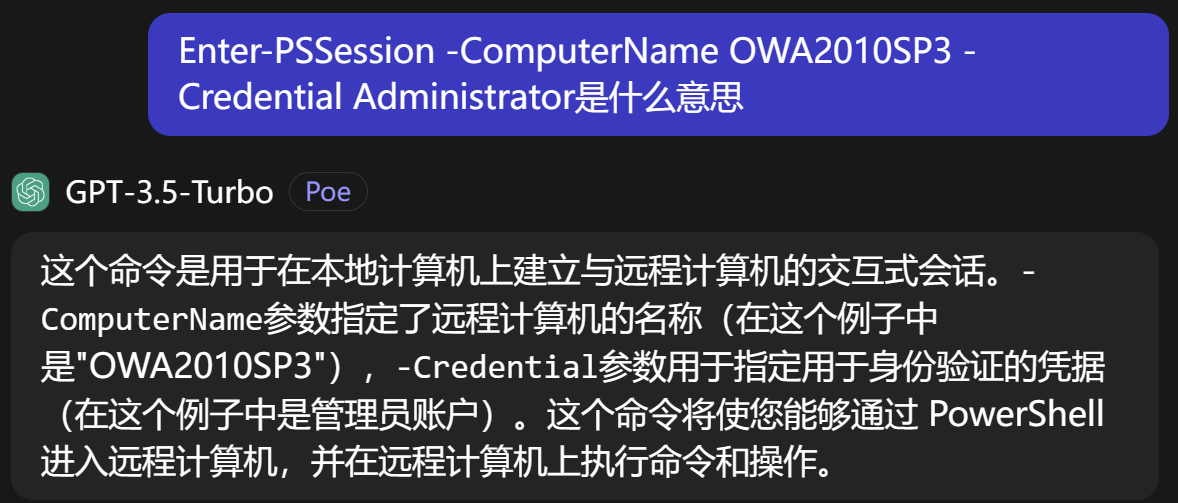 Enter-PSSession -ComputerName OWA2010SP3 -
Credential Administrator是什么意思
GPT-3.5-Turbo Poe
这个命令是用于在本地计算机上建立与远程计算机的交互式会话。-
ComputerName参数指定了远程计算机的名称（在这个例子中
是"OWA2010SP3"），-Credential参数用于指定用于身份验证的凭据
（在这个例子中是管理员账户）。这个命令将使您能够通过 PowerShell
进入远程计算机，并在远程计算机上执行命令和操作。